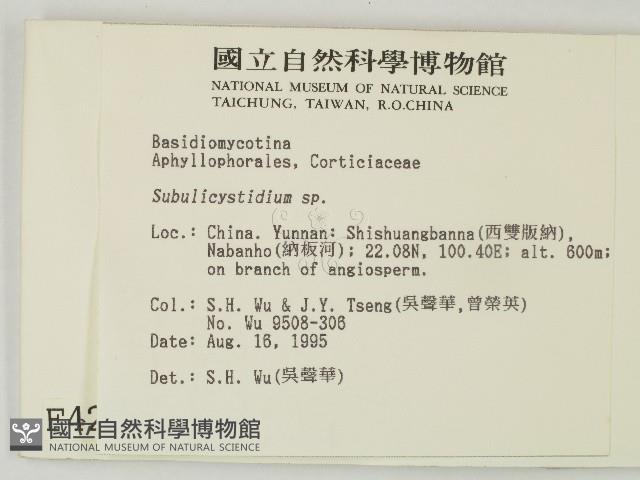 國立自然科學博物館
NATIONAL MUSEUM OF NATURAL SCIENCE
TAICHUNG, TAIWAN, R.O.CHINA
Basidiomycotina
Aphyllophorales, Corticiaceae
Subulicystidium sp.
Loc.: China. Yunnan: Shishuangbanna(西雙版納),
Nabanho(納板河); 22.08N, 100.40E; alt. 600m;
on branch of angiosperm.
Col.: S.H. Wu & J.Y. Tseng(吳聲華,曾榮英)
No. Wu 9508-306
Date: Aug. 16, 1995
Det.: S.H. Wu(吳聲華)
國立自然科學博物館
NATIONAL MUSEUM OF NATURAL SCIENCE